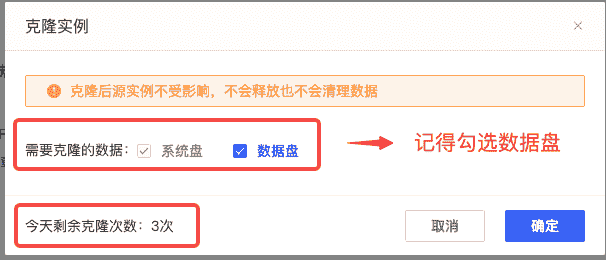 克隆实例
克隆后源实例不受影响，不会释放也不会清理数据
需要克隆的数据： 系统盘 数据盘 记得勾选数据盘
今天剩余克隆次数：3次 取消 确定